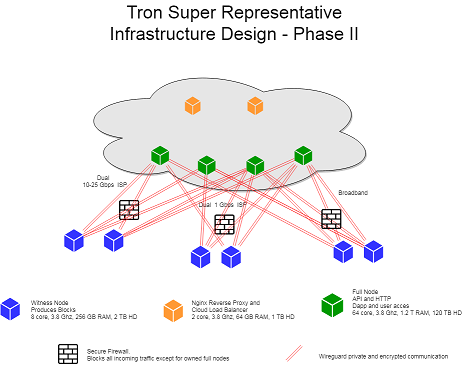 Tron Super Representative
Infrastructure Design - Phase II
Dual
10-25 Gbps ISP
Dual 1 Gbps ISP
Broadband
Witness Node
Produces Blocks
8 core, 3.8 Ghz, 256 GB RAM, 2 TB HD
Nginx Reverse Proxy and
Cloud Load Balancer
2 core, 3.8 Ghz, 64 GB RAM, 1 TB HD
Full Node
API and HTTP
Dapp and user acces
64 core, 3.8 Ghz, 1.2 T RAM, 120 TB HD
Secure Firewall.
Blocks all incoming traffic except for owned full nodes
Wireguard private and encrypted communication